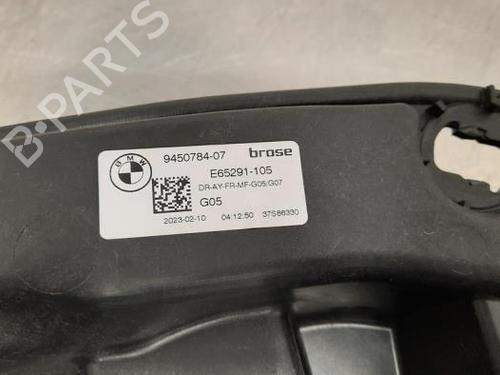 B-PARTS
BMW
9450784-07 brose
E65291-105
DR-AY-FR-MF-G05/G07
G05
2023-02-10 04:12:50 37S86330